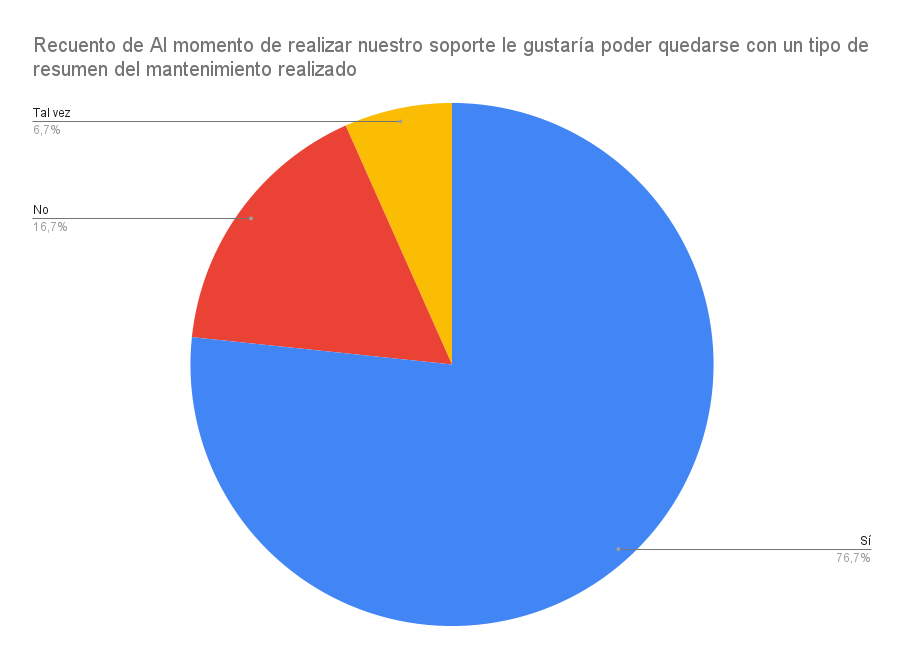 Recuento de Al momento de realizar nuestro soporte le gustaría poder quedarse con un tipo de
resumen del mantenimiento realizado
Tal vez
6,7%
No
16,7%
Sí
76,7%